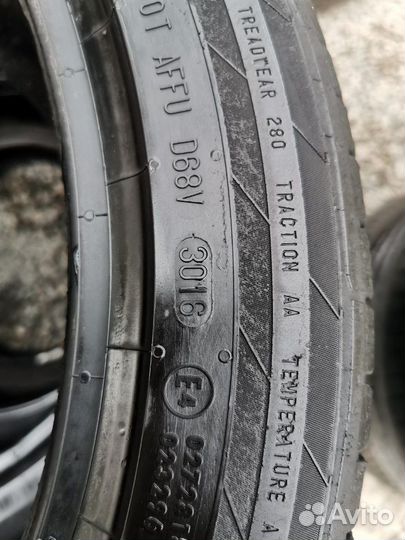 TREADWEAR 280 TRACTION AA TEMPERATURE A
DOT AFFU D68V 3016
E4
Avito